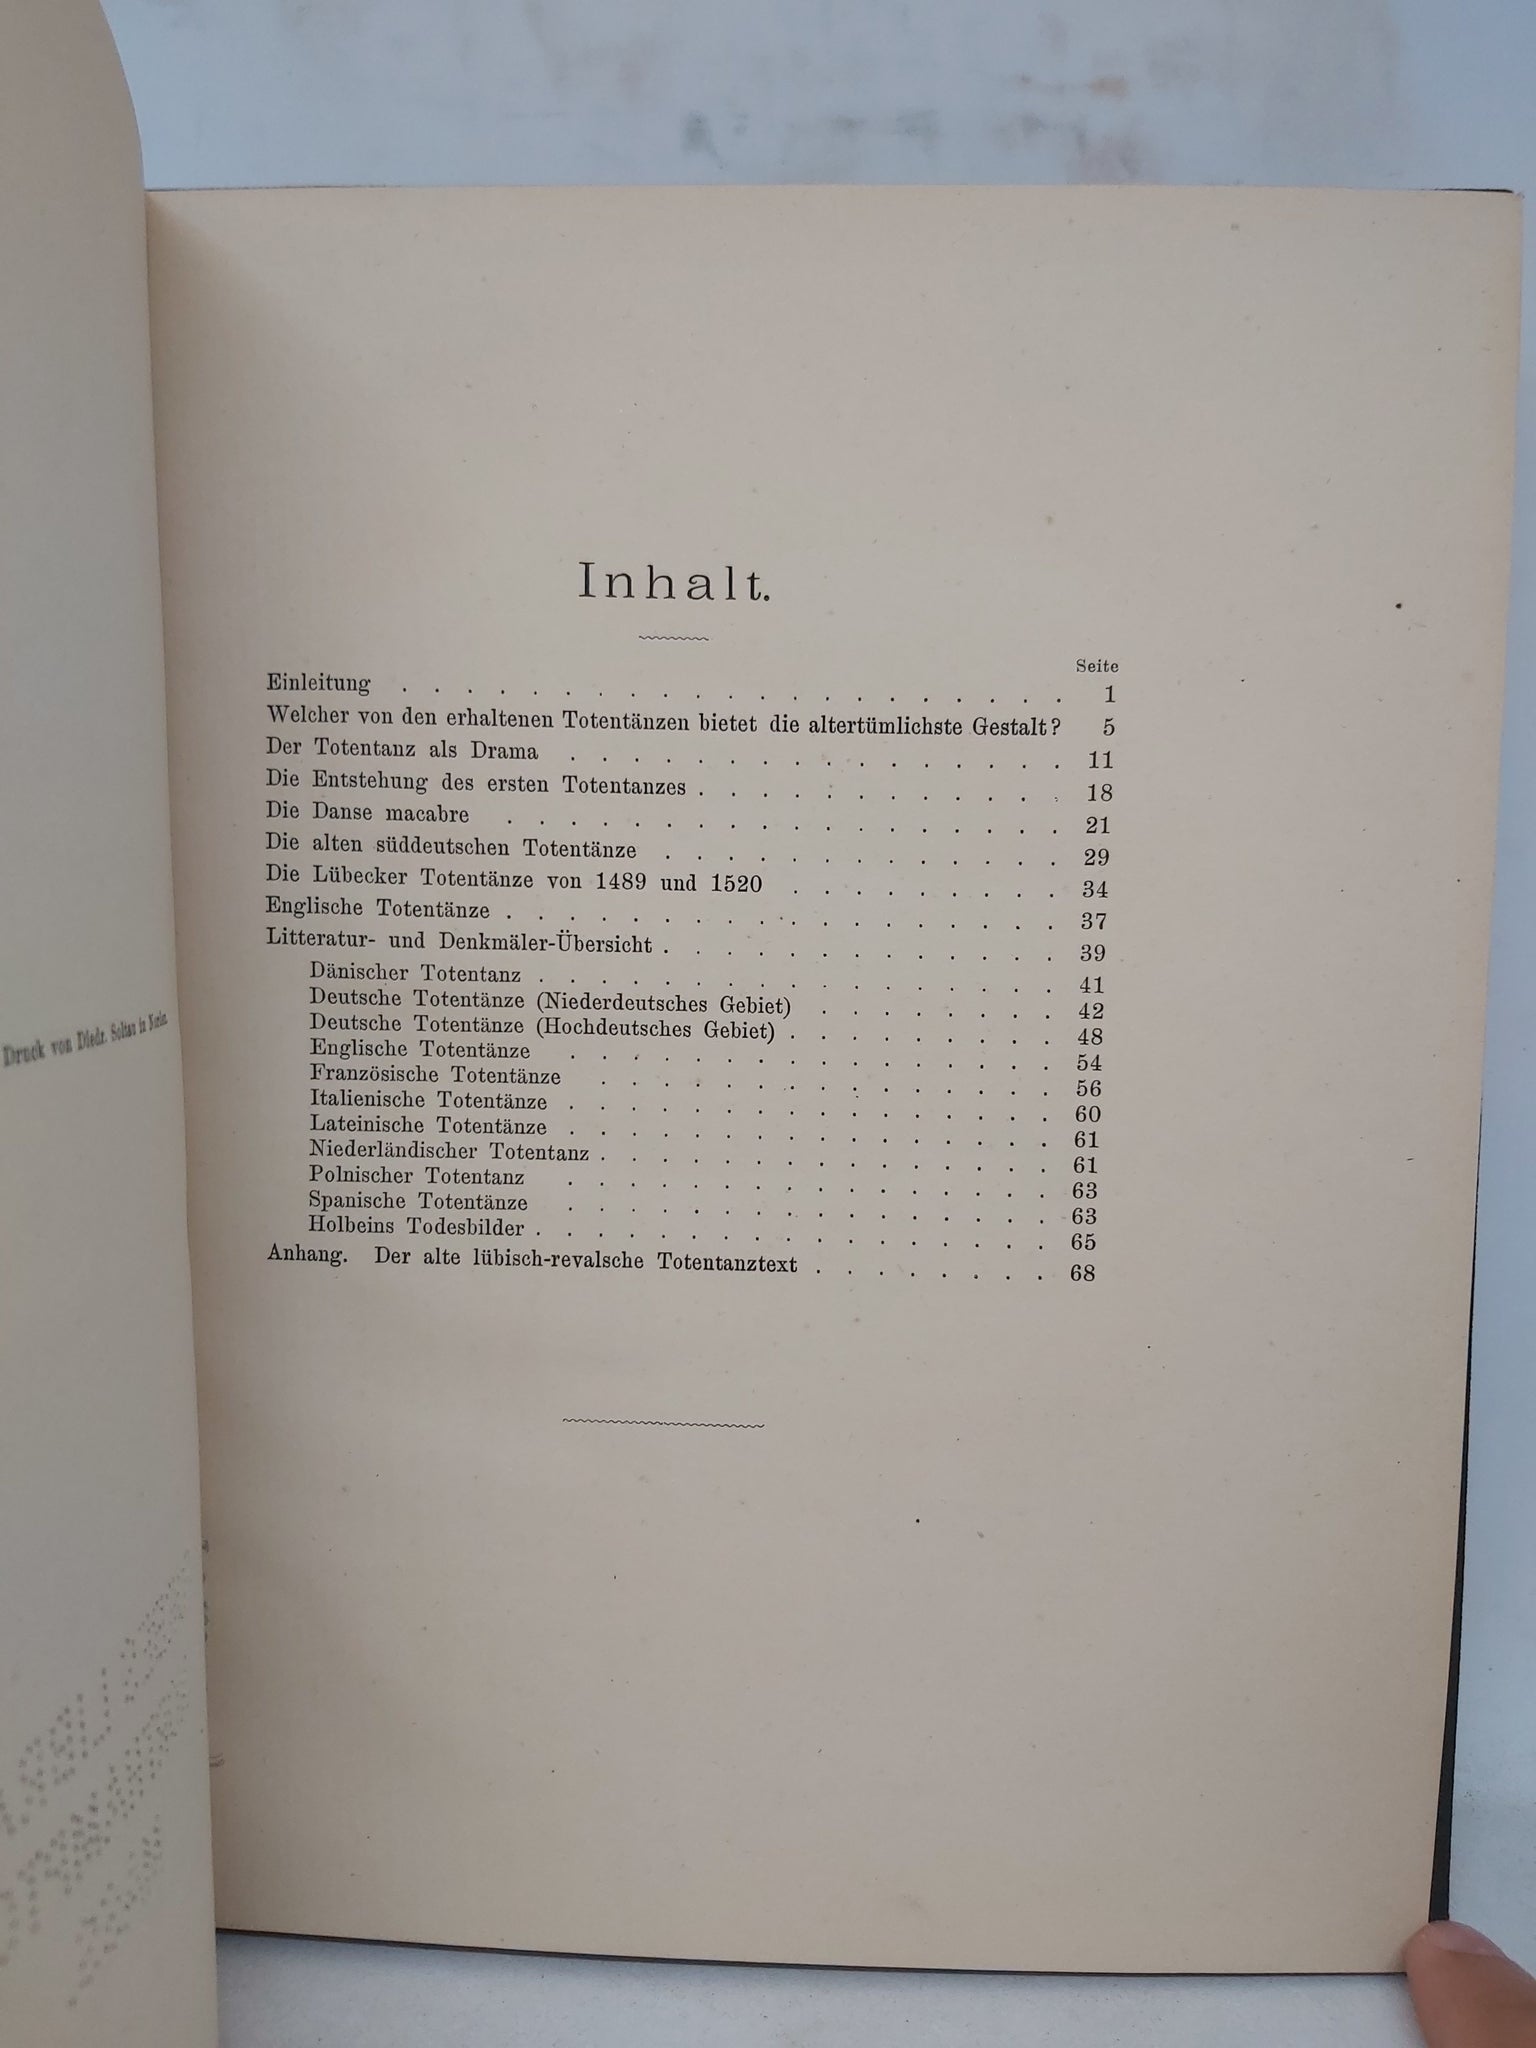 Druck von Diedr. Soltau in Norden.
Inhalt.
Seite
Einleitung . . . . . . . . . . . . . . . . . . . . . 1
Welcher von den erhaltenen Totentänzen bietet die altertümlichste Gestalt? 5
Der Totentanz als Drama . . . . . . . . . . . . . . . . 11
Die Entstehung des ersten Totentanzes . . . . . . . . . . . . 18
Die Danse macabre . . . . . . . . . . . . . . . . . . 21
Die alten süddeutschen Totentänze . . . . . . . . . . . . . 29
Die Lübecker Totentänze von 1489 und 1520 . . . . . . . . . 34
Englische Totentänze . . . . . . . . . . . . . . . . . . 37
Litteratur- und Denkmäler-Übersicht . . . . . . . . . . . . . 39
Dänischer Totentanz . . . . . . . . . . . . . . . . . 41
Deutsche Totentänze (Niederdeutsches Gebiet) . . . . . . . . 42
Deutsche Totentänze (Hochdeutsches Gebiet) . . . . . . . . . 48
Englische Totentänze . . . . . . . . . . . . . . . . 54
Französische Totentänze . . . . . . . . . . . . . . . 56
Italienische Totentänze . . . . . . . . . . . . . . . . 60
Lateinische Totentänze . . . . . . . . . . . . . . . . 61
Niederländischer Totentanz . . . . . . . . . . . . . . . 61
Polnischer Totentanz . . . . . . . . . . . . . . . . 63
Spanische Totentänze . . . . . . . . . . . . . . . . 63
Holbeins Todesbilder . . . . . . . . . . . . . . . . . 65
Anhang. Der alte lübisch-revalsche Totentanztext . . . . . . . . 68